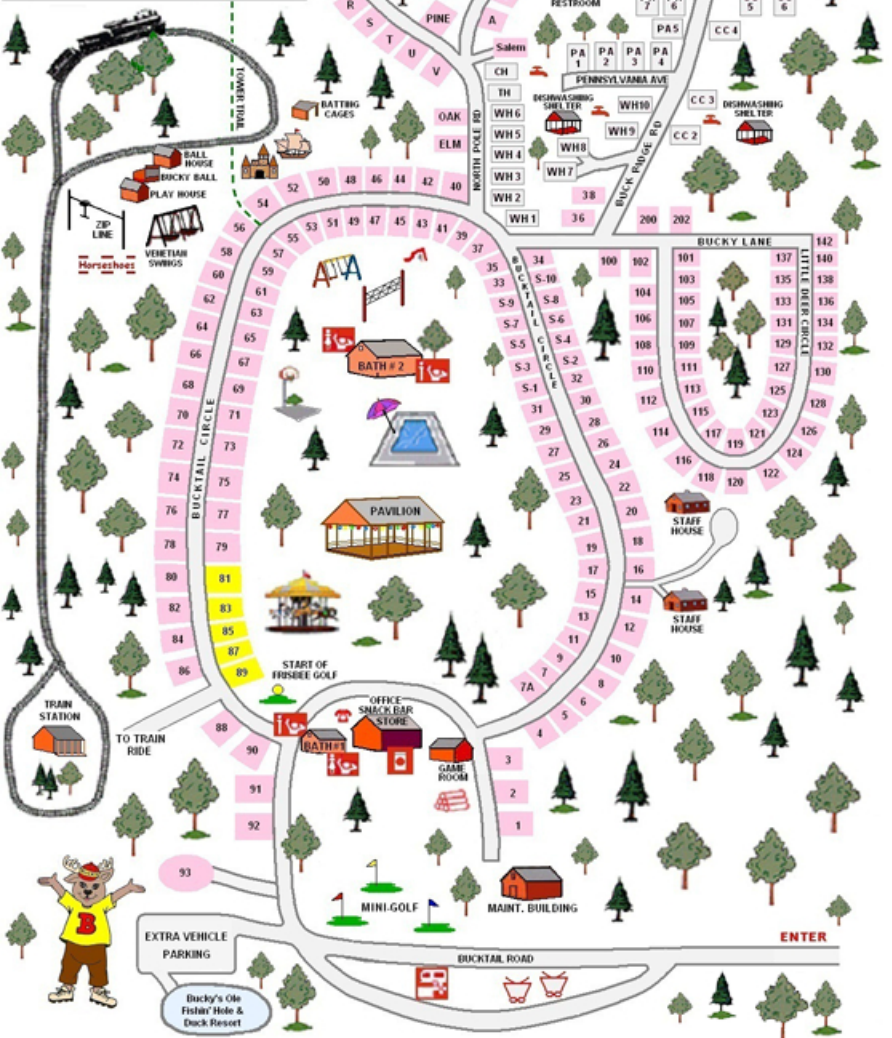 R
S
T
U
V
PINE
A
RESTROOM
7
6
5
6
PA5
CC 4
Salem
CH
TH
WH 6
WH 5
WH 4
WH 3
WH 2
WH 1
PA 1
PA 2
PA 3
PA 4
PENNSYLVANIA AVE
DISHWASHING
SHELTER
WH10
WH9
WH8
WH7
CC 3
CC 2
DISHWASHING
SHELTER
BUCK RIDGE RD
NORTH POLE RD
OAK
ELM
TOWER TRAIL
BATTING
CAGES
BALL
HOUSE
BUCKY BALL
PLAY HOUSE
ZIP
LINE
VENETIAN
SWINGS
Horseshoes
38
36
200
202
BUCKY LANE
LITTLE DEER CIRCLE
100
102
104
106
108
110
112
114
116
118
120
122
124
126
128
130
132
134
136
138
140
142
101
103
105
107
109
111
113
115
117
119
121
123
125
127
129
131
133
135
137
40
42
44
46
48
50
52
54
56
58
60
62
64
66
68
70
72
74
76
78
80
82
84
86
88
90
91
92
93
37
39
41
43
45
47
49
51
53
55
57
59
61
63
65
67
69
71
73
75
77
79
81
83
85
87
89
BUCKTAIL CIRCLE
BUCKTAIL CIRCLE
35
33
S-9
S-7
S-5
S-3
S-1
31
29
27
25
23
21
19
17
15
13
11
9
7
7A
34
S-10
S-8
S-6
S-4
S-2
32
30
28
26
24
22
20
18
16
14
12
10
8
6
5
4
3
2
1
BATH # 2
PAVILION
STAFF
HOUSE
STAFF
HOUSE
START OF
FRISBEE GOLF
OFFICE
SNACK BAR
STORE
BATH#1
GAME
ROOM
TRAIN
STATION
TO TRAIN
RIDE
MINI-GOLF
MAINT. BUILDING
B
EXTRA VEHICLE
PARKING
BUCKTAIL ROAD
ENTER
Bucky's Ole
Fishin' Hole &
Duck Resort